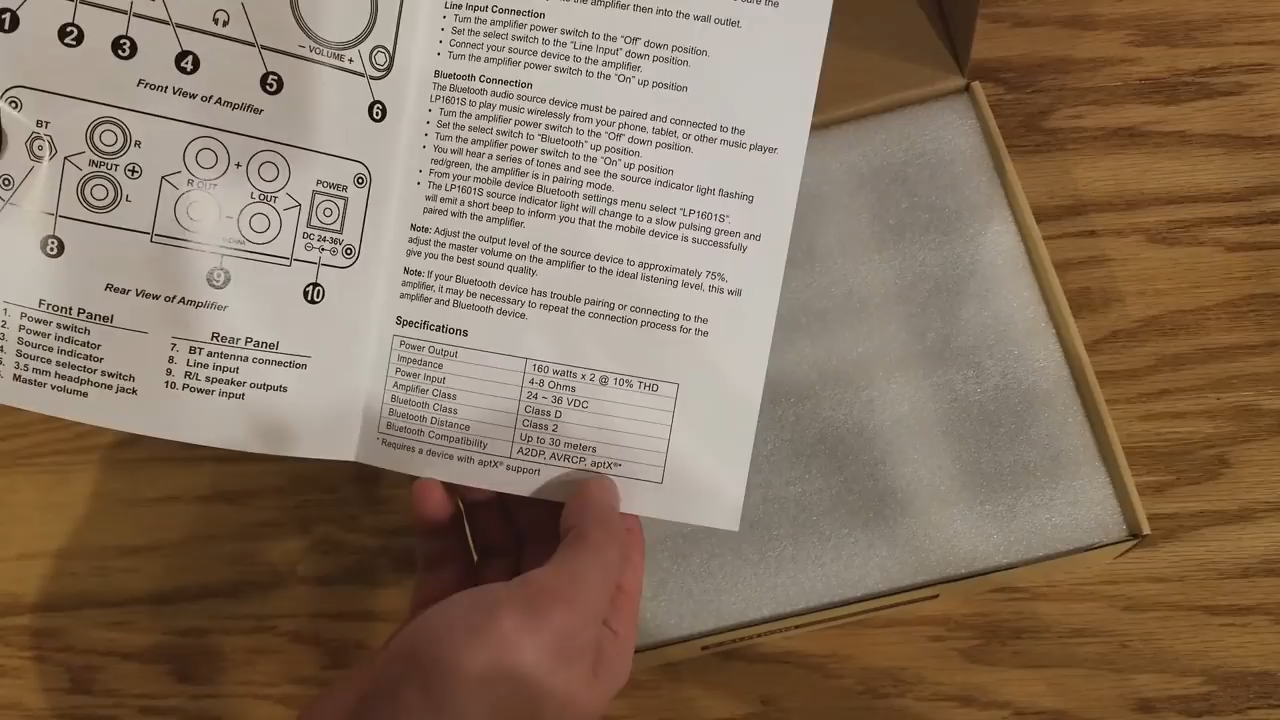 1
2
3
4
5
6
− VOLUME +
Front View of Amplifier
BT
R
INPUT
L
R OUT
+
−
L OUT
POWER
DC 24-36V
8
9
10
Rear View of Amplifier
Front Panel
1. Power switch
2. Power indicator
3. Source indicator
4. Source selector switch
3.5 mm headphone jack
Master volume
Rear Panel
7. BT antenna connection
8. Line input
9. R/L speaker outputs
10. Power input
the amplifier then into the wall outlet.
Line Input Connection
• Turn the amplifier power switch to the "Off" down position.
• Set the select switch to the "Line Input" down position.
• Connect your source device to the amplifier.
• Turn the amplifier power switch to the "On" up position
Bluetooth Connection
The Bluetooth audio source device must be paired and connected to the
LP1601S to play music wirelessly from your phone, tablet, or other music player.
• Turn the amplifier power switch to the "Off" down position.
• Set the select switch to "Bluetooth" up position.
• Turn the amplifier power switch to the "On" up position
• You will hear a series of tones and see the source indicator light flashing
red/green, the amplifier is in pairing mode.
• From your mobile device Bluetooth settings menu select "LP1601S".
• The LP1601S source indicator light will change to a slow pulsing green and
will emit a short beep to inform you that the mobile device is successfully
paired with the amplifier.
Note: Adjust the output level of the source device to approximately 75%,
adjust the master volume on the amplifier to the ideal listening level, this will
give you the best sound quality.
Note: If your Bluetooth device has trouble pairing or connecting to the
amplifier, it may be necessary to repeat the connection process for the
amplifier and Bluetooth device.
Specifications
Power Output 160 watts x 2 @ 10% THD
Impedance 4-8 Ohms
Power Input 24 ~ 36 VDC
Amplifier Class Class D
Bluetooth Class Class 2
Bluetooth Distance Up to 30 meters
Bluetooth Compatibility A2DP, AVRCP, aptX®*
*Requires a device with aptX® support